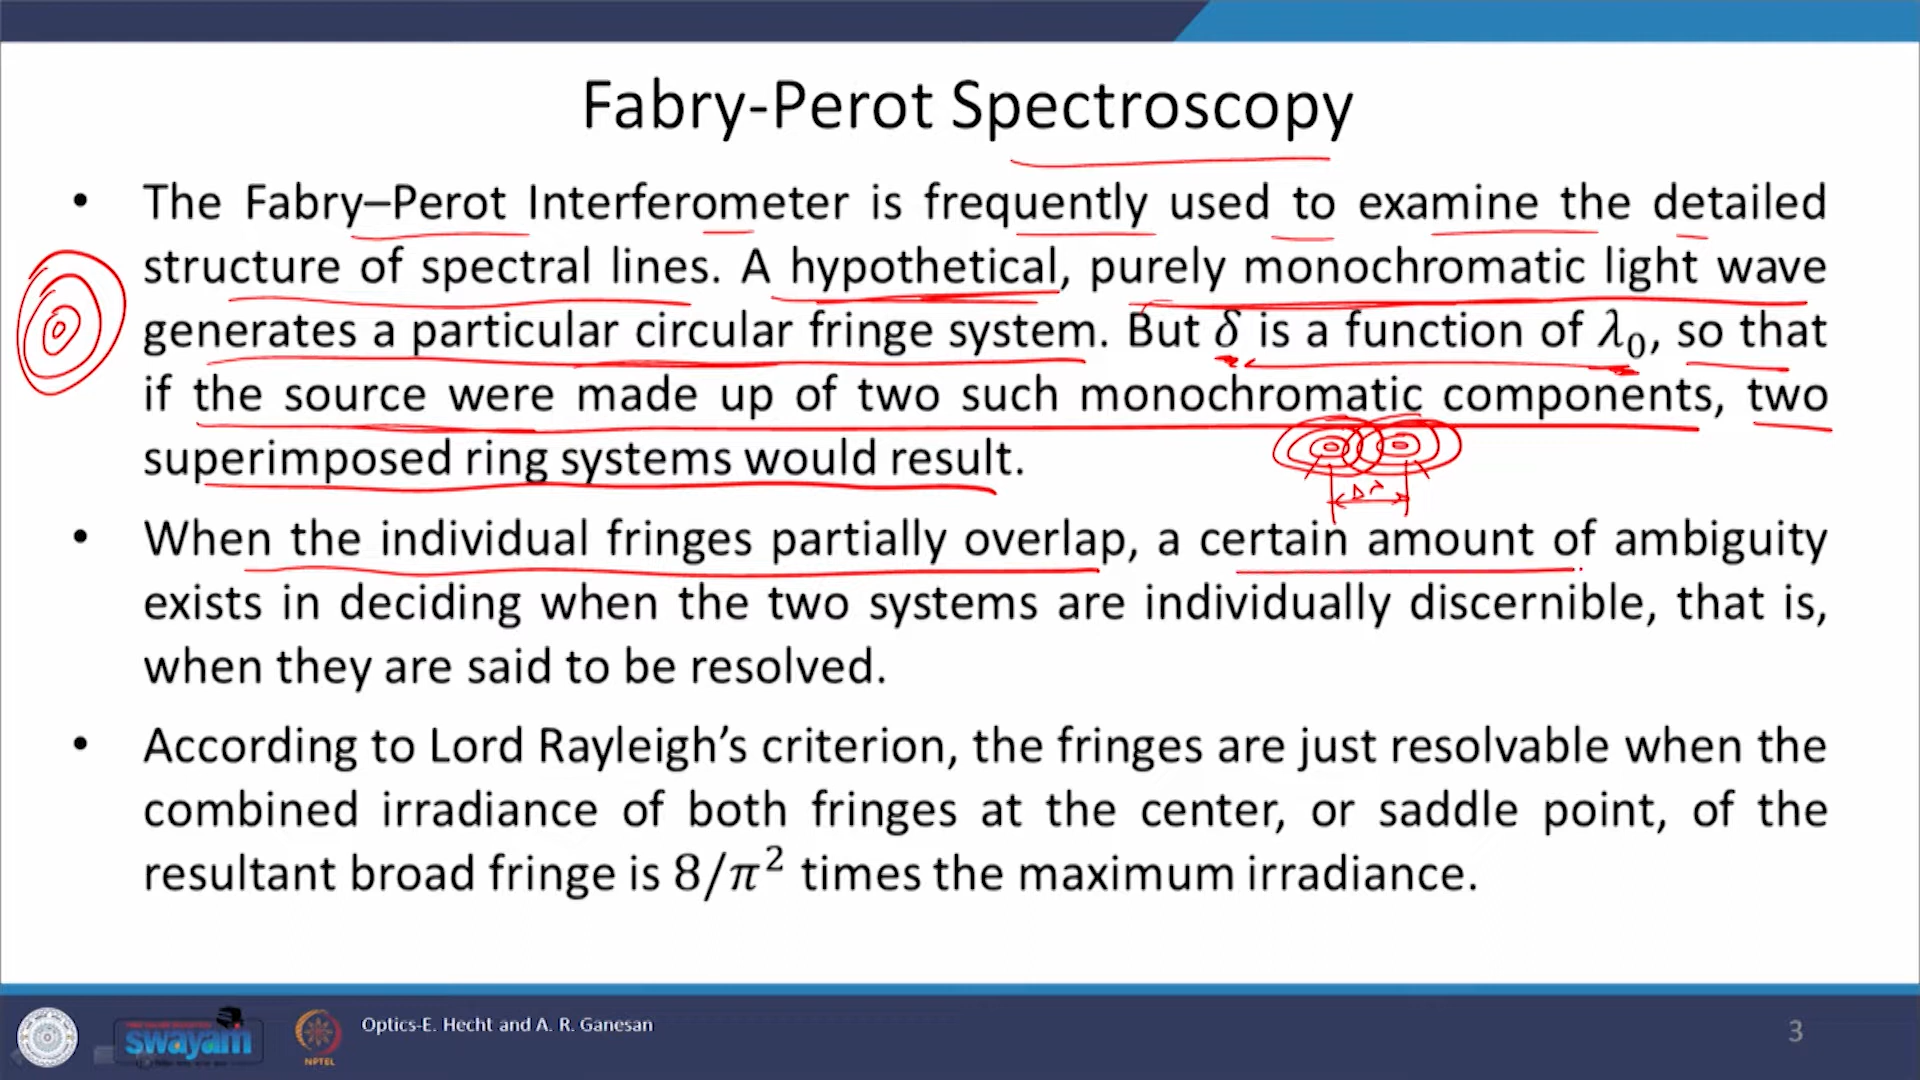 Fabry-Perot Spectroscopy
• The Fabry–Perot Interferometer is frequently used to examine the detailed
structure of spectral lines. A hypothetical, purely monochromatic light wave
generates a particular circular fringe system. But δ is a function of λ₀, so that
if the source were made up of two such monochromatic components, two
superimposed ring systems would result.
Δλ
• When the individual fringes partially overlap, a certain amount of ambiguity
exists in deciding when the two systems are individually discernible, that is,
when they are said to be resolved.
• According to Lord Rayleigh’s criterion, the fringes are just resolvable when the
combined irradiance of both fringes at the center, or saddle point, of the
resultant broad fringe is 8/π² times the maximum irradiance.
swayam
NPTEL
Optics-E. Hecht and A. R. Ganesan
3